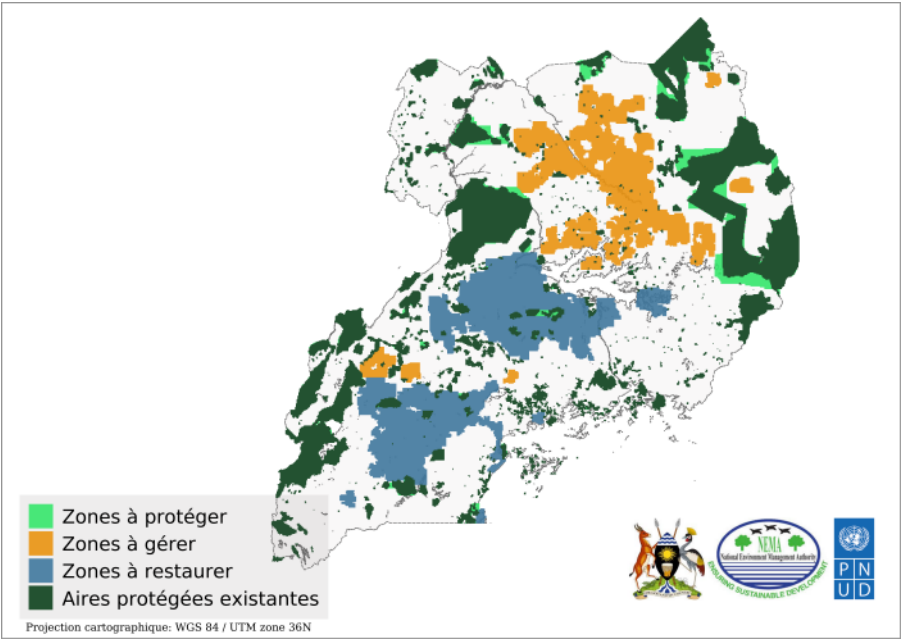 Zones à protéger
Zones à gérer
Zones à restaurer
Aires protégées existantes
Projection cartographique: WGS 84 / UTM zone 36N
NEMA
National Environment Management Authority
ENSURING SUSTAINABLE DEVELOPMENT
P N
U D